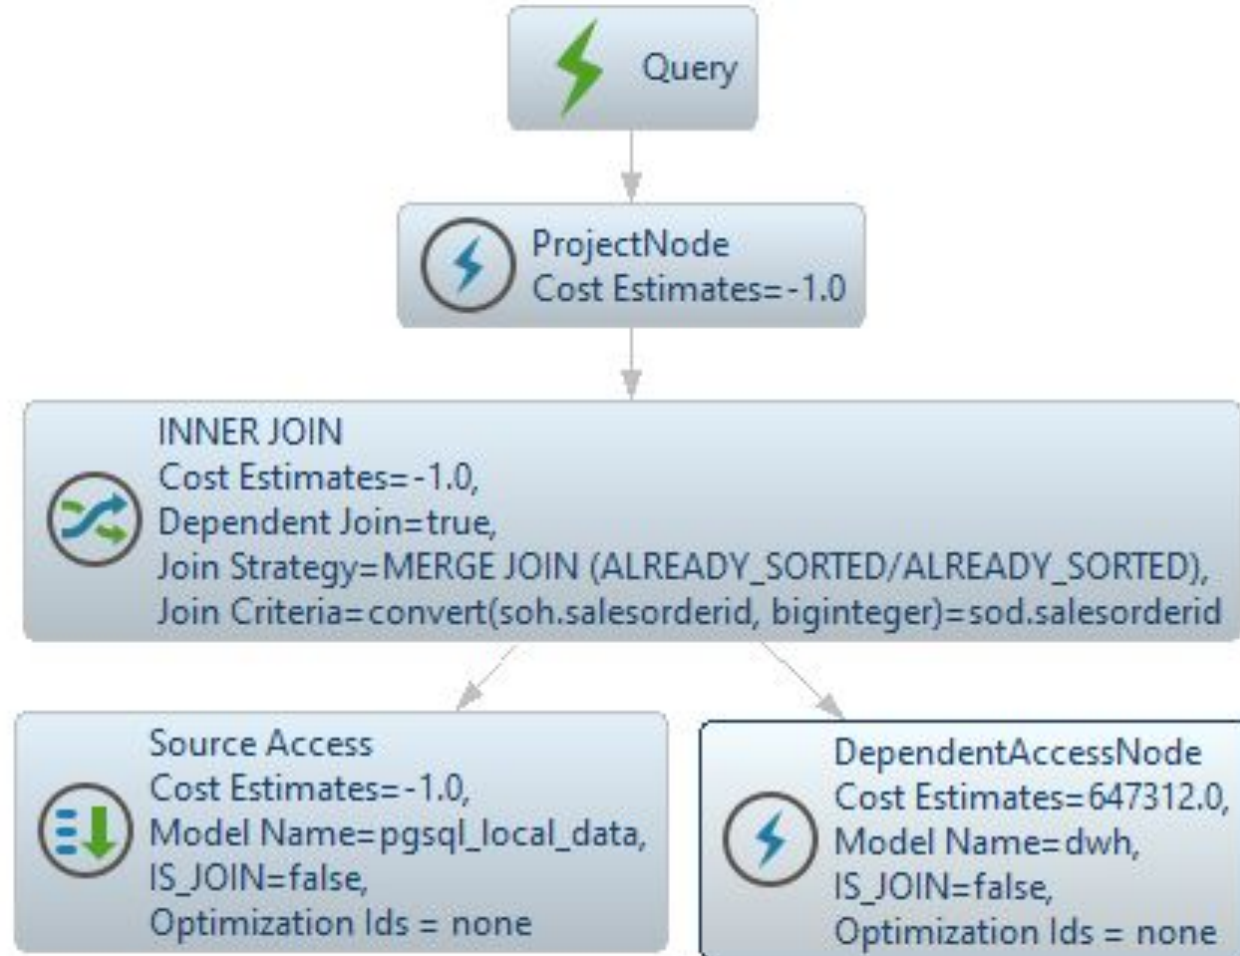 Query
ProjectNode
Cost Estimates=-1.0
INNER JOIN
Cost Estimates=-1.0,
Dependent Join=true,
Join Strategy=MERGE JOIN (ALREADY_SORTED/ALREADY_SORTED),
Join Criteria=convert(soh.salesorderid, biginteger)=sod.salesorderid
Source Access
Cost Estimates=-1.0,
Model Name=pgsql_local_data,
IS_JOIN=false,
Optimization Ids = none
DependentAccessNode
Cost Estimates=647312.0,
Model Name=dwh,
IS_JOIN=false,
Optimization Ids = none